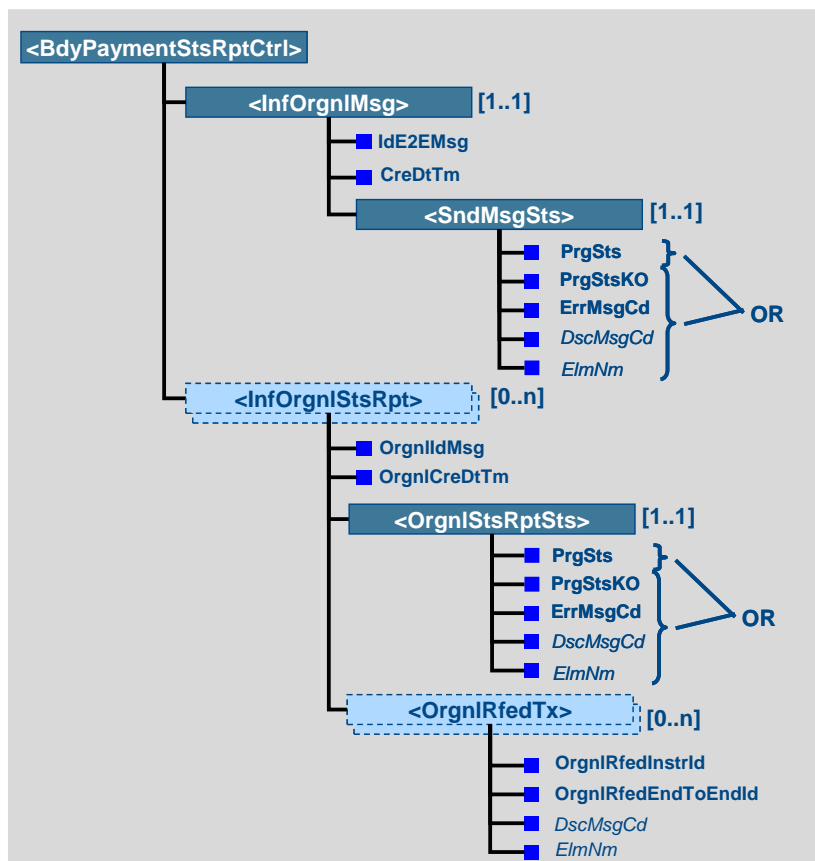 <BdyPaymentStsRptCtrl>
<InfOrgnlMsg> [1..1]
IdE2EMsg
CreDtTm
<SndMsgSts> [1..1]
PrgSts
PrgStsKO
ErrMsgCd
OR
DscMsgCd
ElmNm
<InfOrgnlStsRpt> [0..n]
OrgnlIdMsg
OrgnlCreDtTm
<OrgnlStsRptSts> [1..1]
PrgSts
PrgStsKO
ErrMsgCd
OR
DscMsgCd
ElmNm
<OrgnlRfedTx> [0..n]
OrgnlRfedInstrId
OrgnlRfedEndToEndId
DscMsgCd
ElmNm